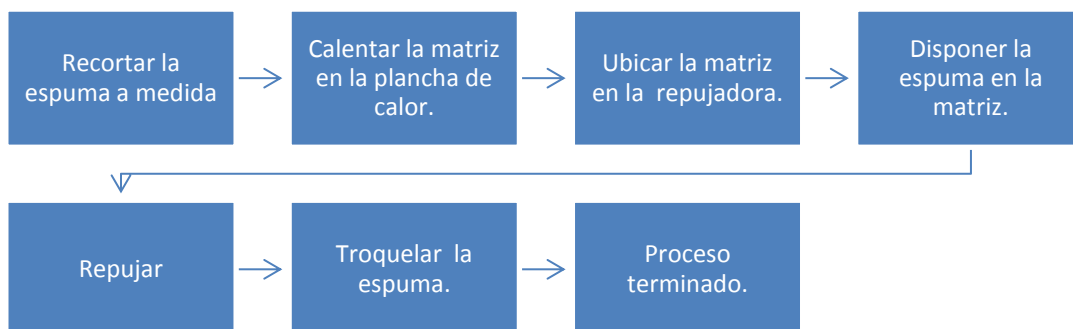 Recortar la
espuma a medida
Calentar la matriz
en la plancha de
calor.
Ubicar la matriz
en la repujadora.
Disponer la
espuma en la
matriz.
Repujar
Troquelar la
espuma.
Proceso
terminado.